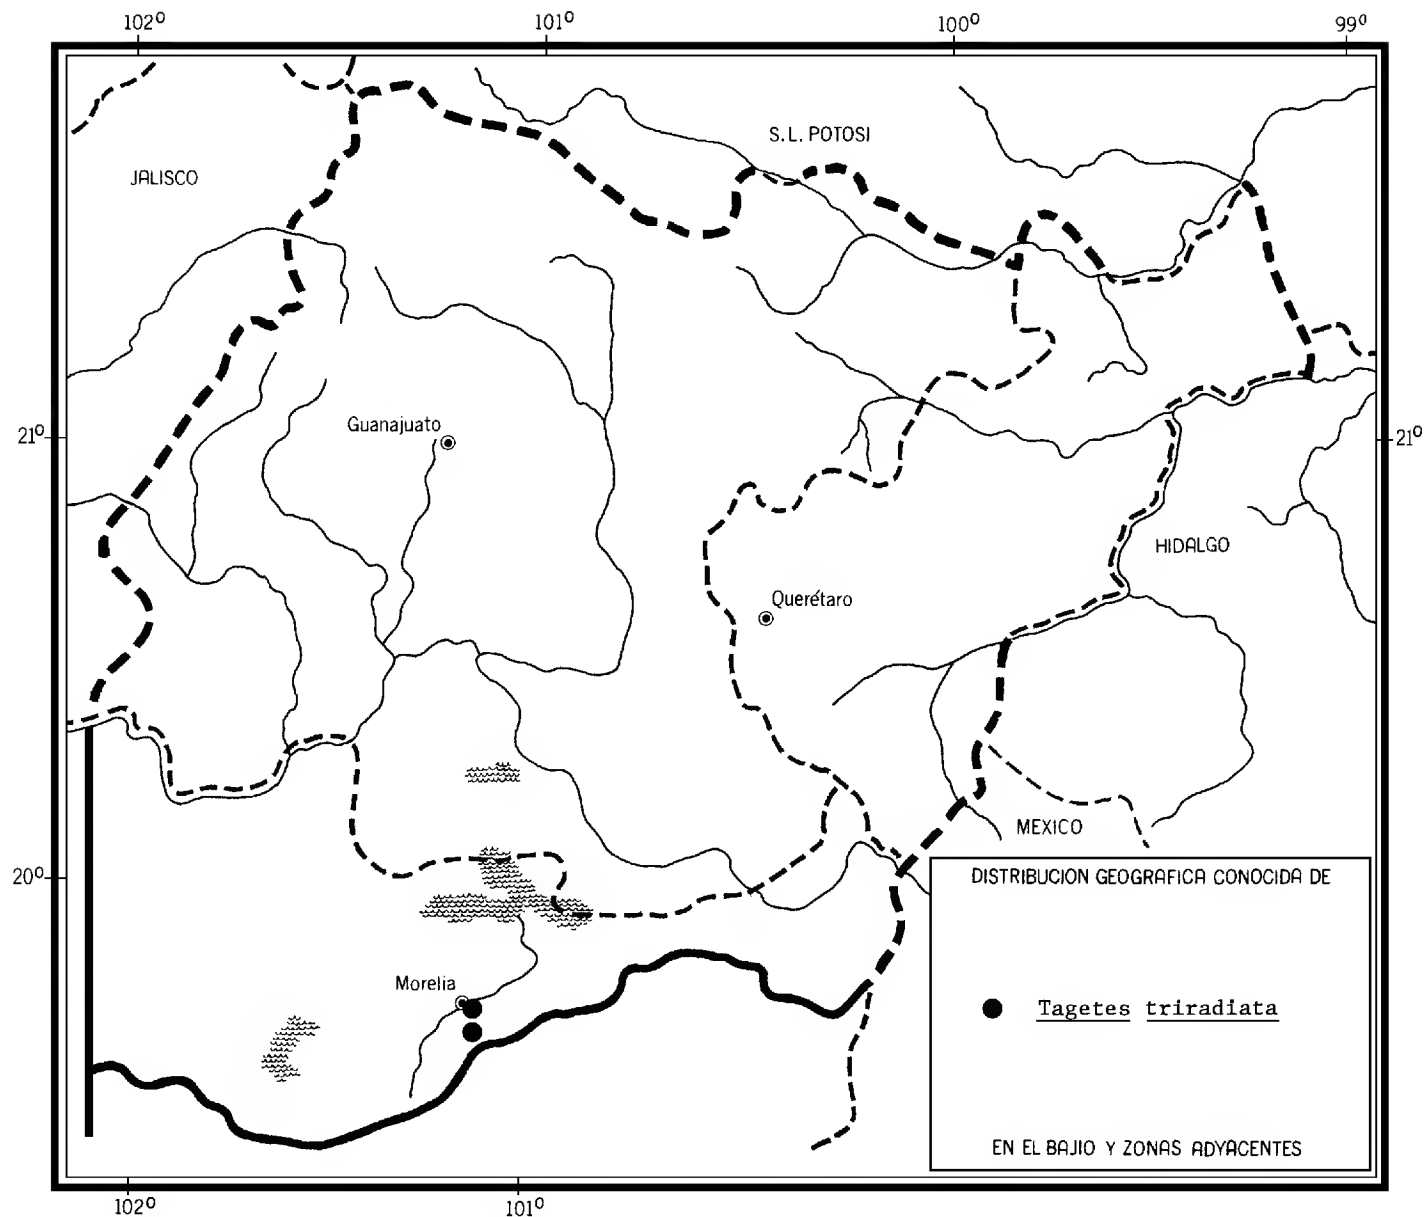 102º 101º 100º 99º
S.L. POTOSI
JALISCO
Guanajuato
21º 21º
HIDALGO
Querétaro
MEXICO
20º
DISTRIBUCION GEOGRAFICA CONOCIDA DE
Morelia
Tagetes triradiata
EN EL BAJIO Y ZONAS ADYACENTES
102º 101º